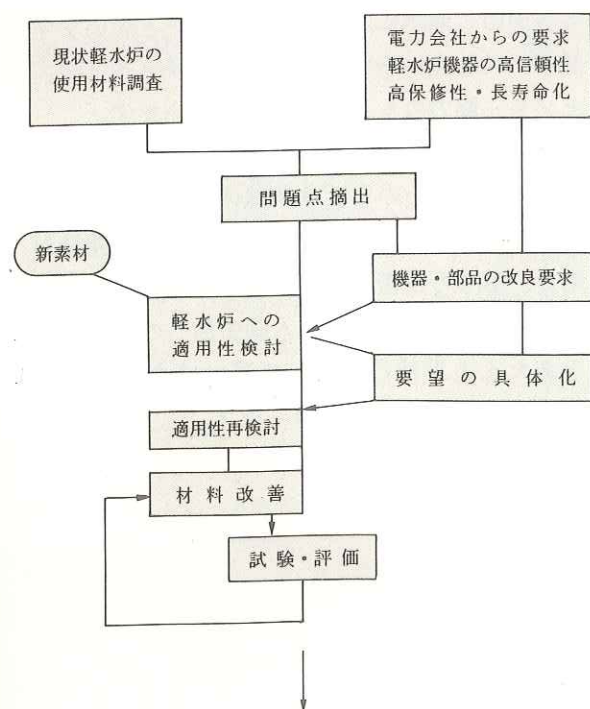 現状軽水炉の
使用材料調査
電力会社からの要求
軽水炉機器の高信頼性
高保修性・長寿命化
問題点摘出
新素材
機器・部品の改良要求
軽水炉への
適用性検討
要望の具体化
適用性再検討
材料改善
試験・評価